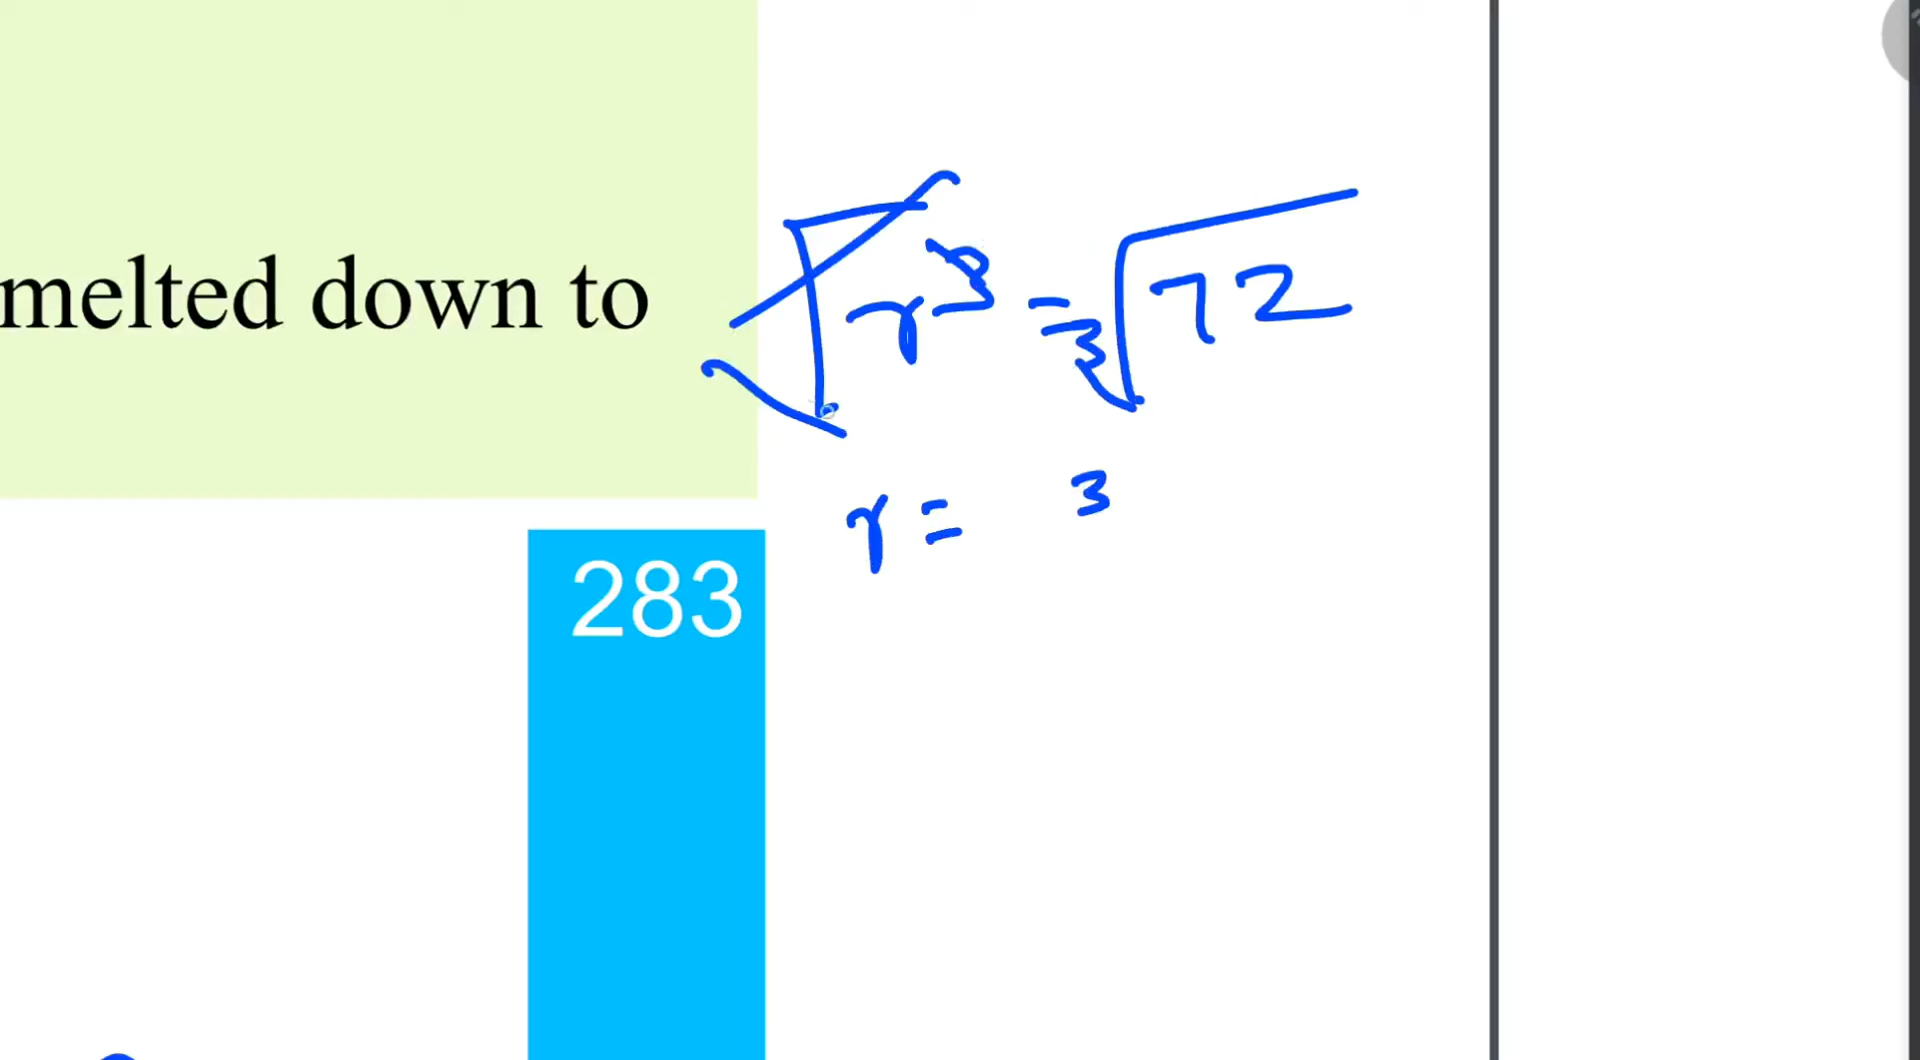 melted down to
∛r³ = ∛72
r = 3
283